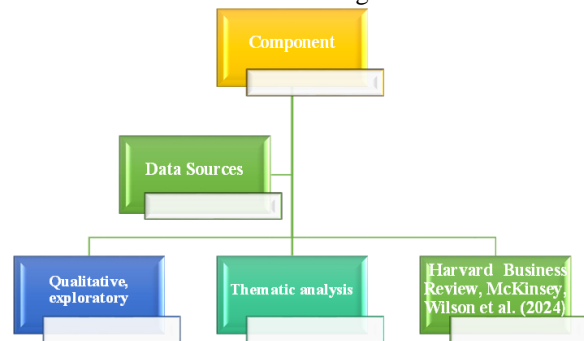 Component
Data Sources
Qualitative,
exploratory
Thematic analysis
Harvard Business
Review, McKinsey,
Wilson et al. (2024)